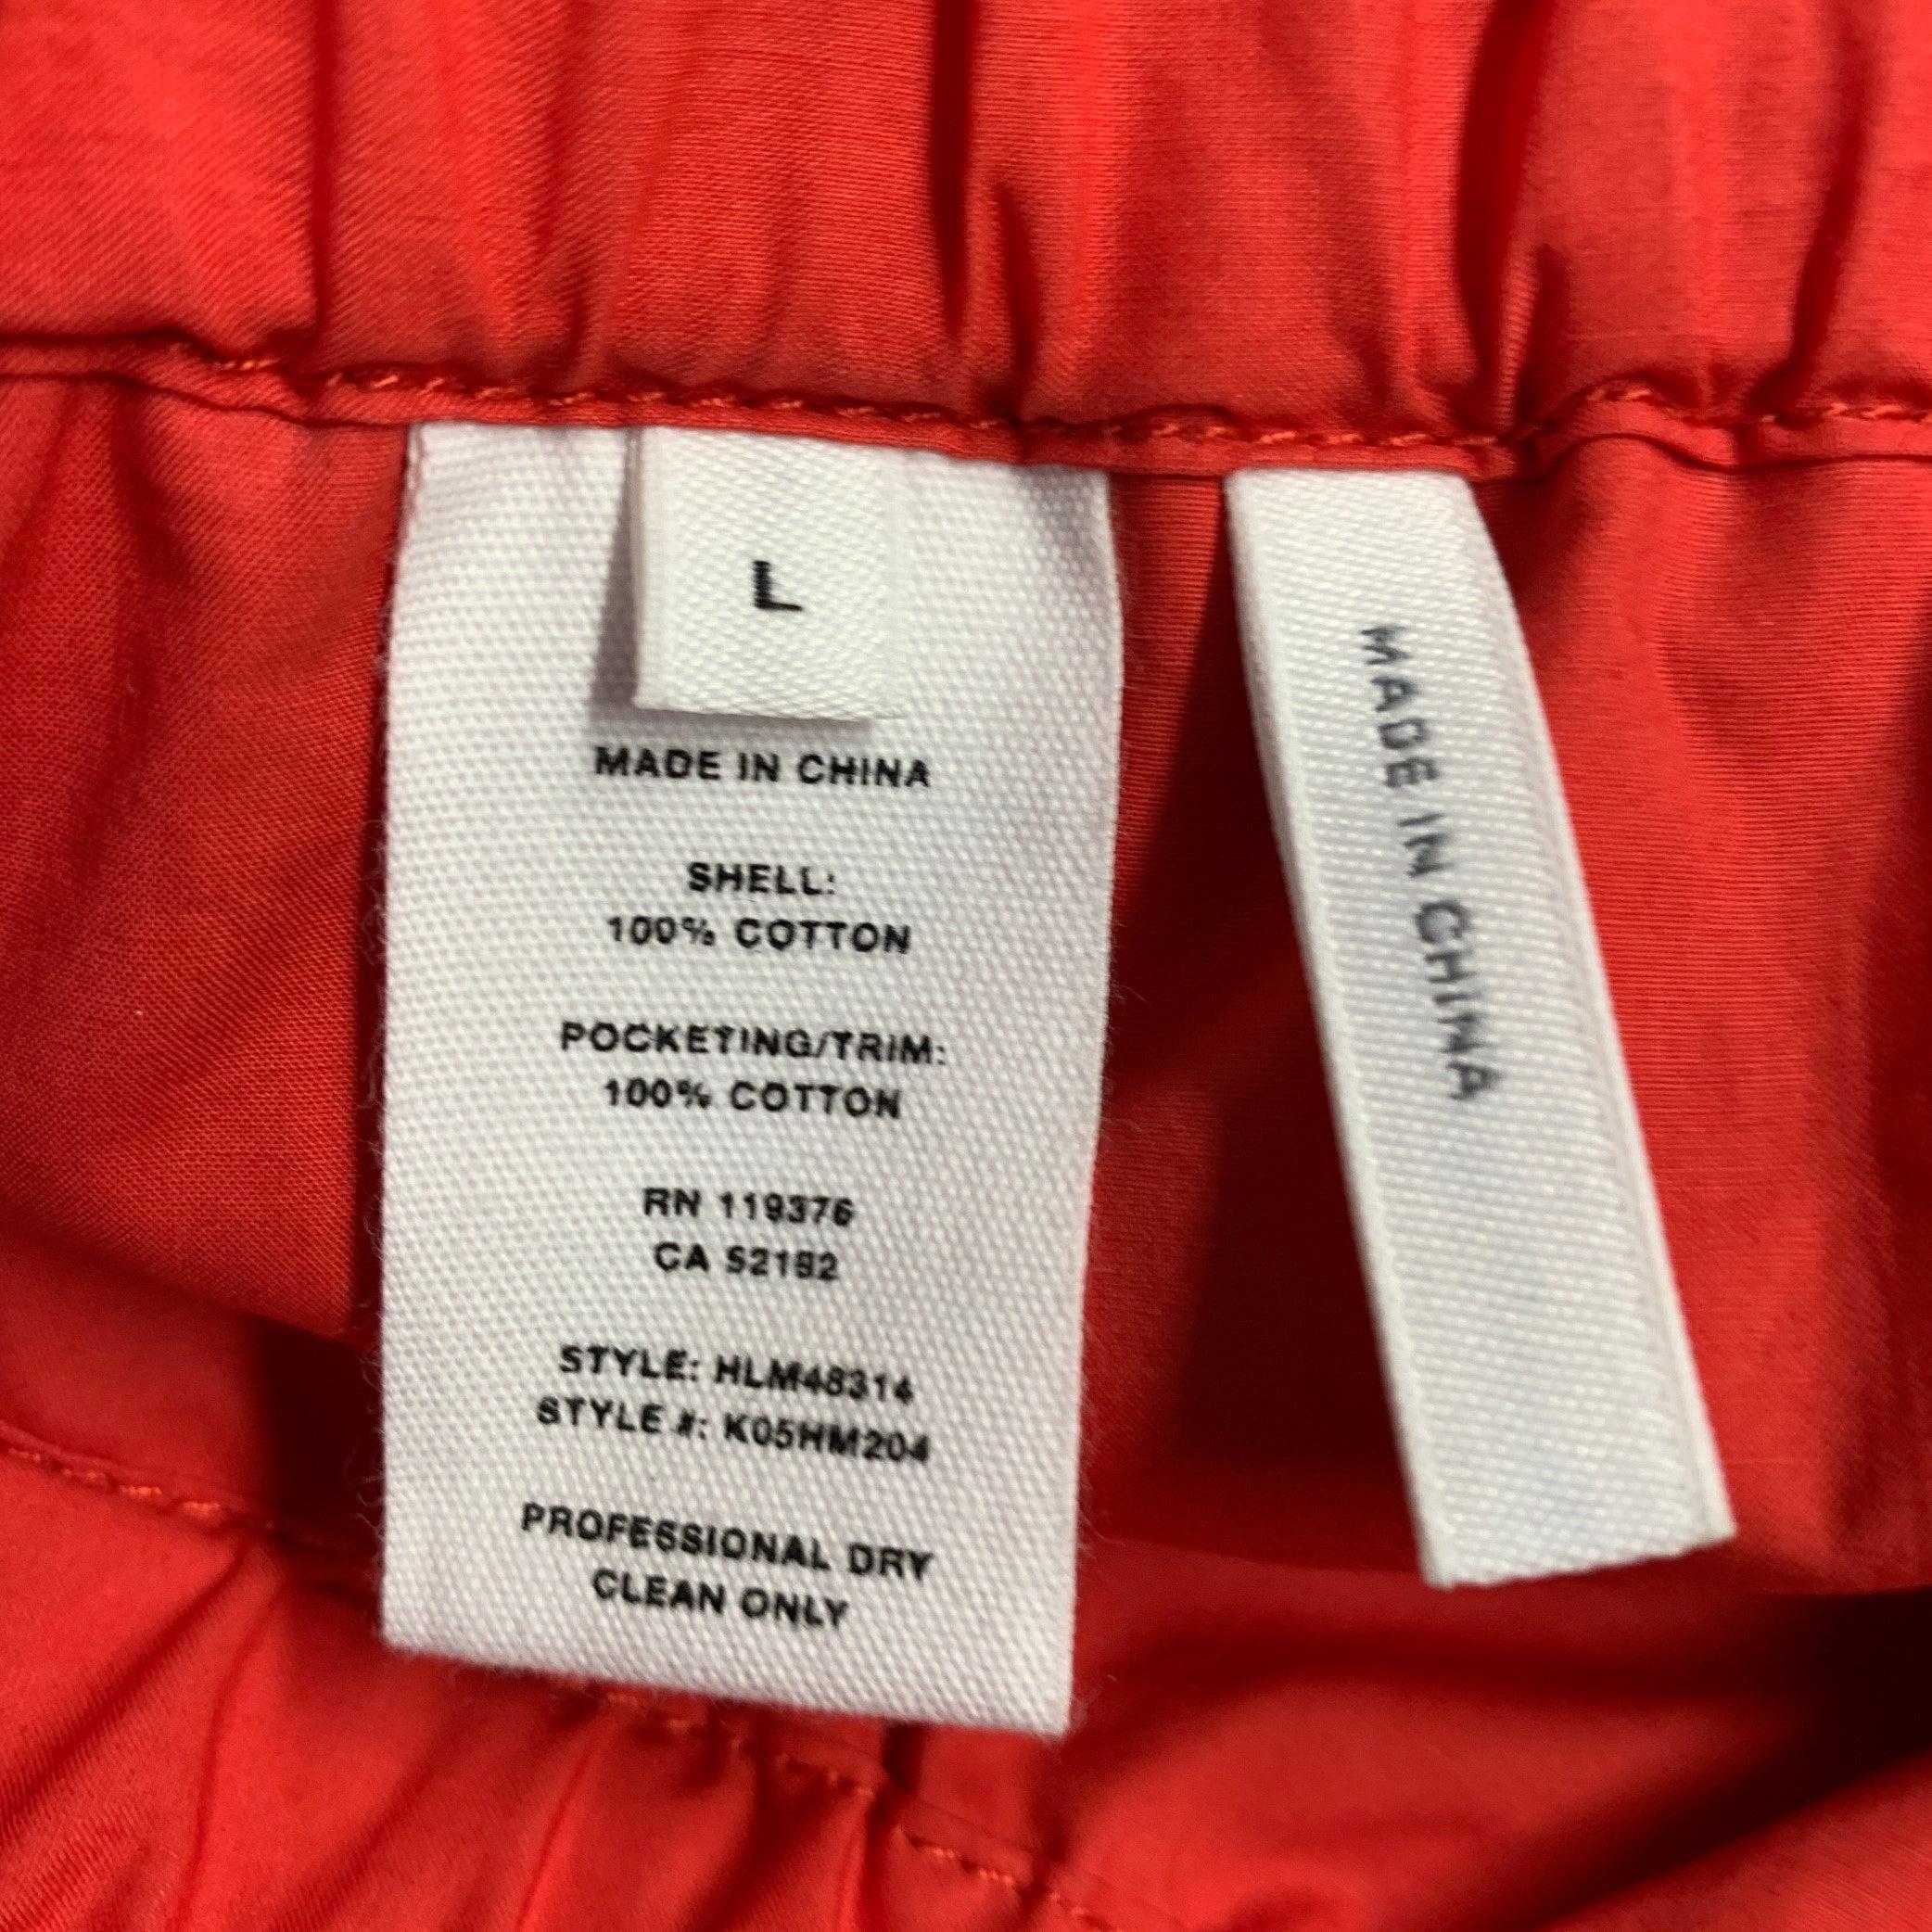 L
MADE IN CHINA
SHELL:
100% COTTON
POCKETING/TRIM:
100% COTTON
RN 119376
CA 52192
STYLE: HLM48314
STYLE #: K05HM204
PROFESSIONAL DRY
CLEAN ONLY
MADE IN CHINA